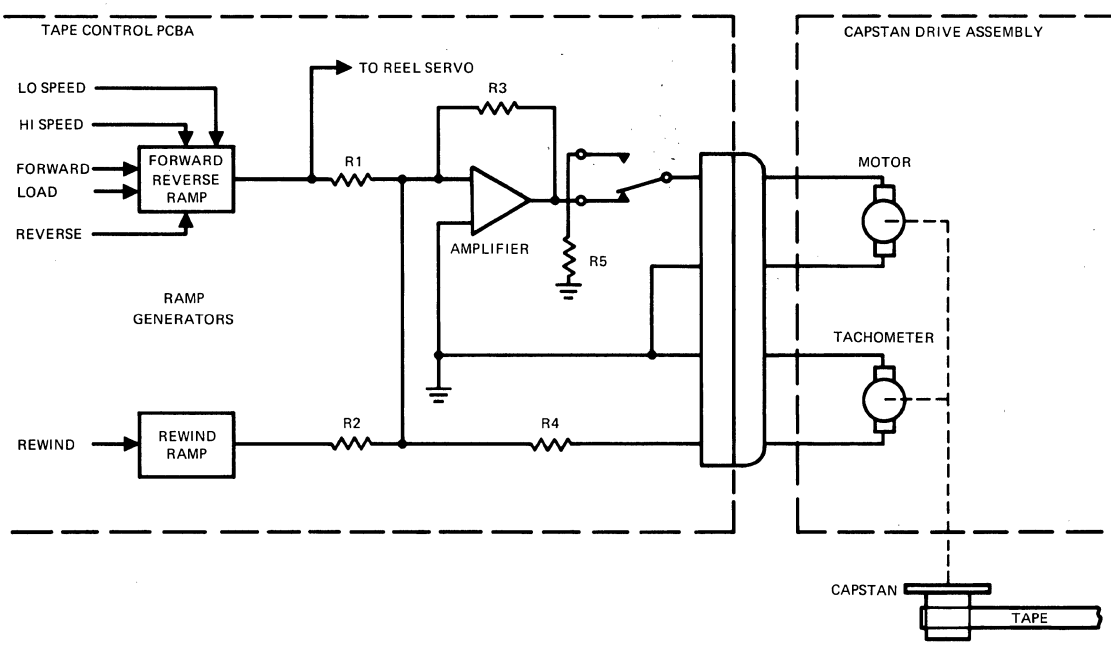 TAPE CONTROL PCBA
CAPSTAN DRIVE ASSEMBLY
TO REEL SERVO
LO SPEED
HI SPEED
FORWARD
LOAD
REVERSE
FORWARD
REVERSE
RAMP
R1
R3
AMPLIFIER
R5
MOTOR
RAMP
GENERATORS
TACHOMETER
REWIND
REWIND
RAMP
R2
R4
CAPSTAN
TAPE